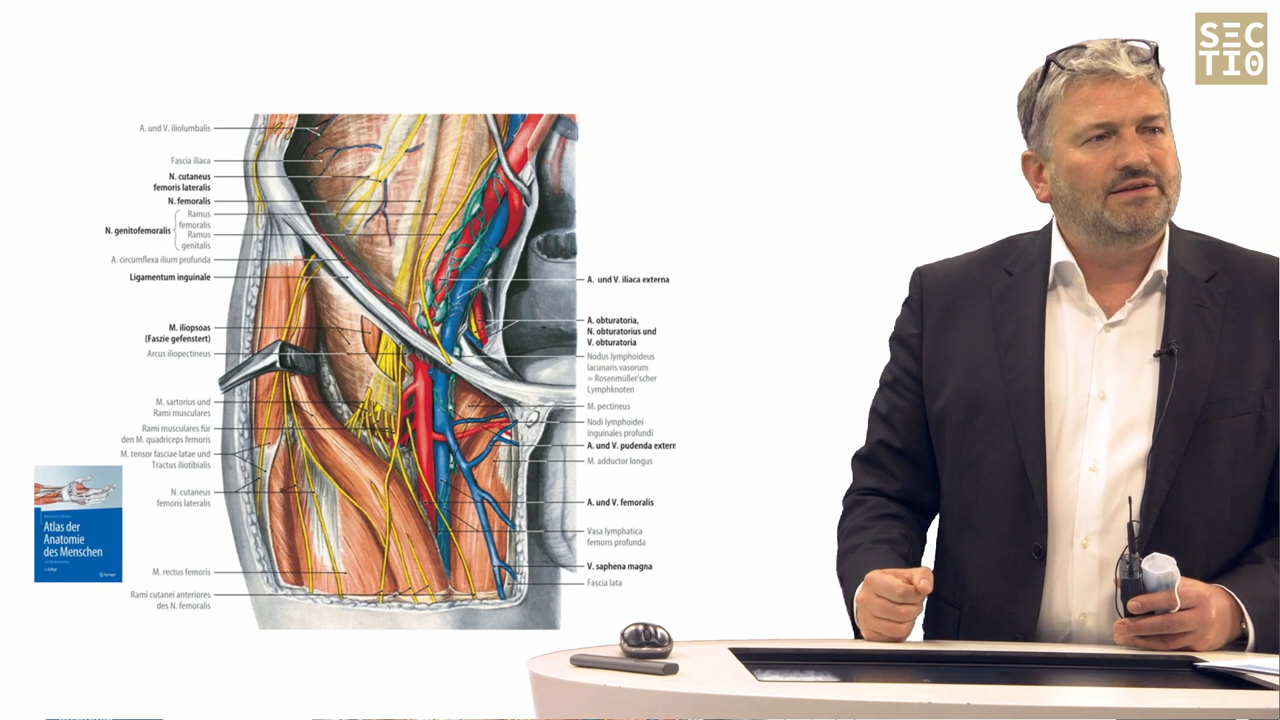 SEC
TIO
A. und V. iliolumbalis
Fascia iliaca
N. cutaneus
femoris lateralis
N. femoralis
Ramus
femoralis
N. genitofemoralis
Ramus
genitalis
A. circumflexa ilium profunda
Ligamentum inguinale
M. iliopsoas
(Faszie gefenstert)
Arcus iliopectineus
M. sartorius und
Rami musculares
Rami musculares für
den M. quadriceps femoris
M. tensor fasciae latae und
Tractus iliotibialis
N. cutaneus
femoris lateralis
M. rectus femoris
Rami cutanei anteriores
des N. femoralis
A. und V. iliaca externa
A. obturatoria,
N. obturatorius und
V. obturatoria
Nodus lymphoideus
lacunaris vasorum
= Rosenmüller'scher
Lymphknoten
M. pectineus
Nodi lymphoidei
inguinales profundi
A. und V. pudenda extern
M. adductor longus
A. und V. femoralis
Vasa lymphatica
femoris profunda
V. saphena magna
Fascia lata
Atlas der
Anatomie
des Menschen
Springer